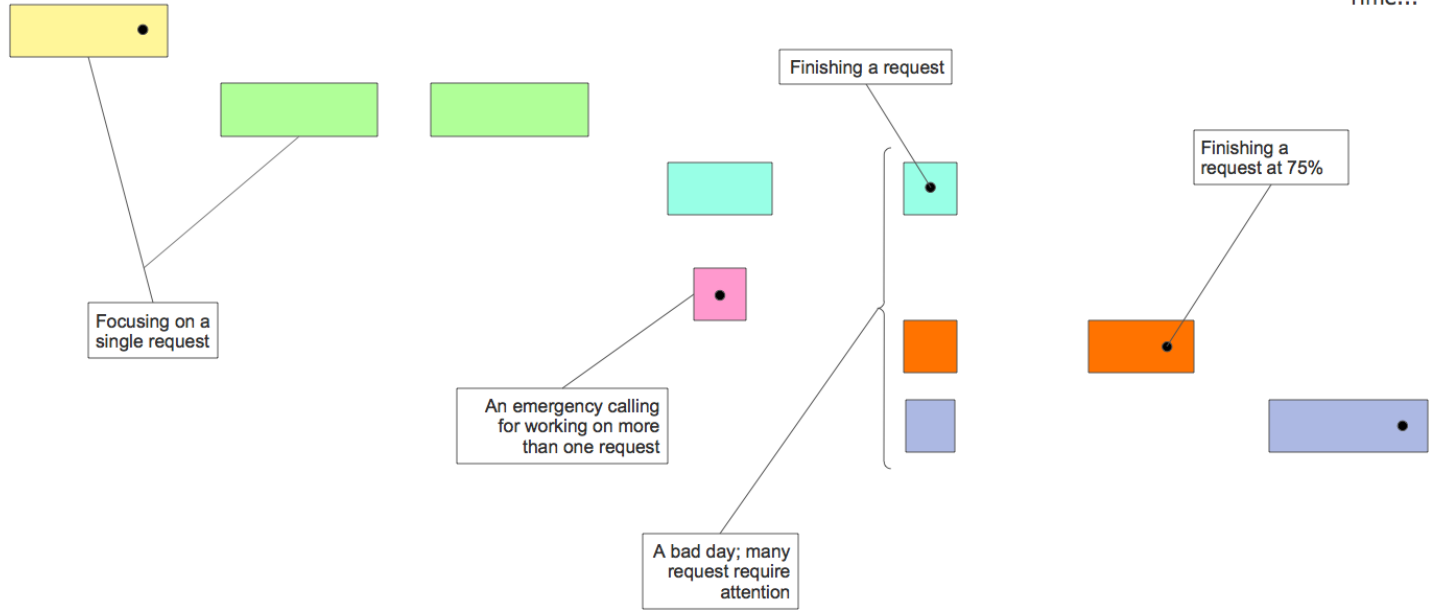 Time...
Finishing a request
Finishing a
request at 75%
Focusing on a
single request
An emergency calling
for working on more
than one request
A bad day; many
request require
attention